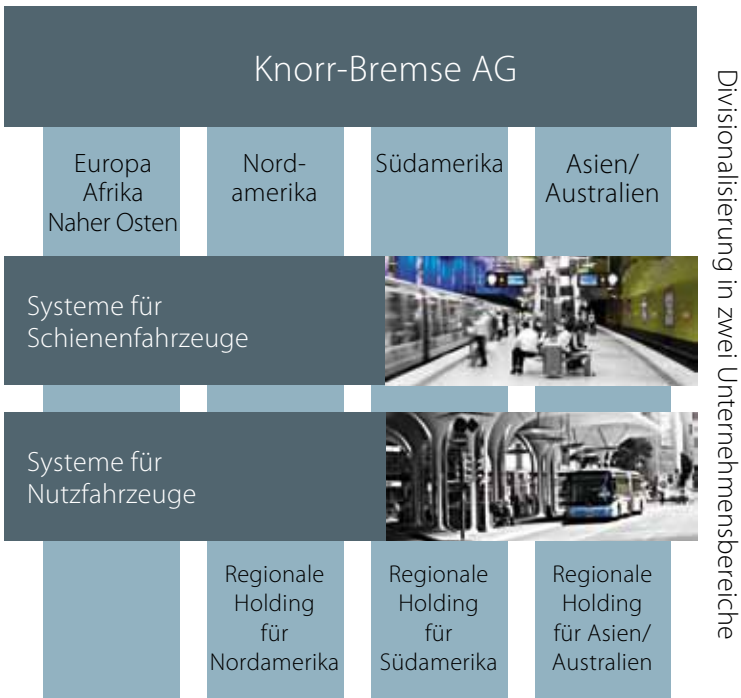 Knorr-Bremse AG
Europa
Afrika
Naher Osten
Nord-
amerika
Südamerika
Asien/
Australien
Systeme für
Schienenfahrzeuge
Systeme für
Nutzfahrzeuge
Regionale
Holding
für
Nordamerika
Regionale
Holding
für
Südamerika
Regionale
Holding
für Asien/
Australien
Divisionalisierung in zwei Unternehmensbereiche